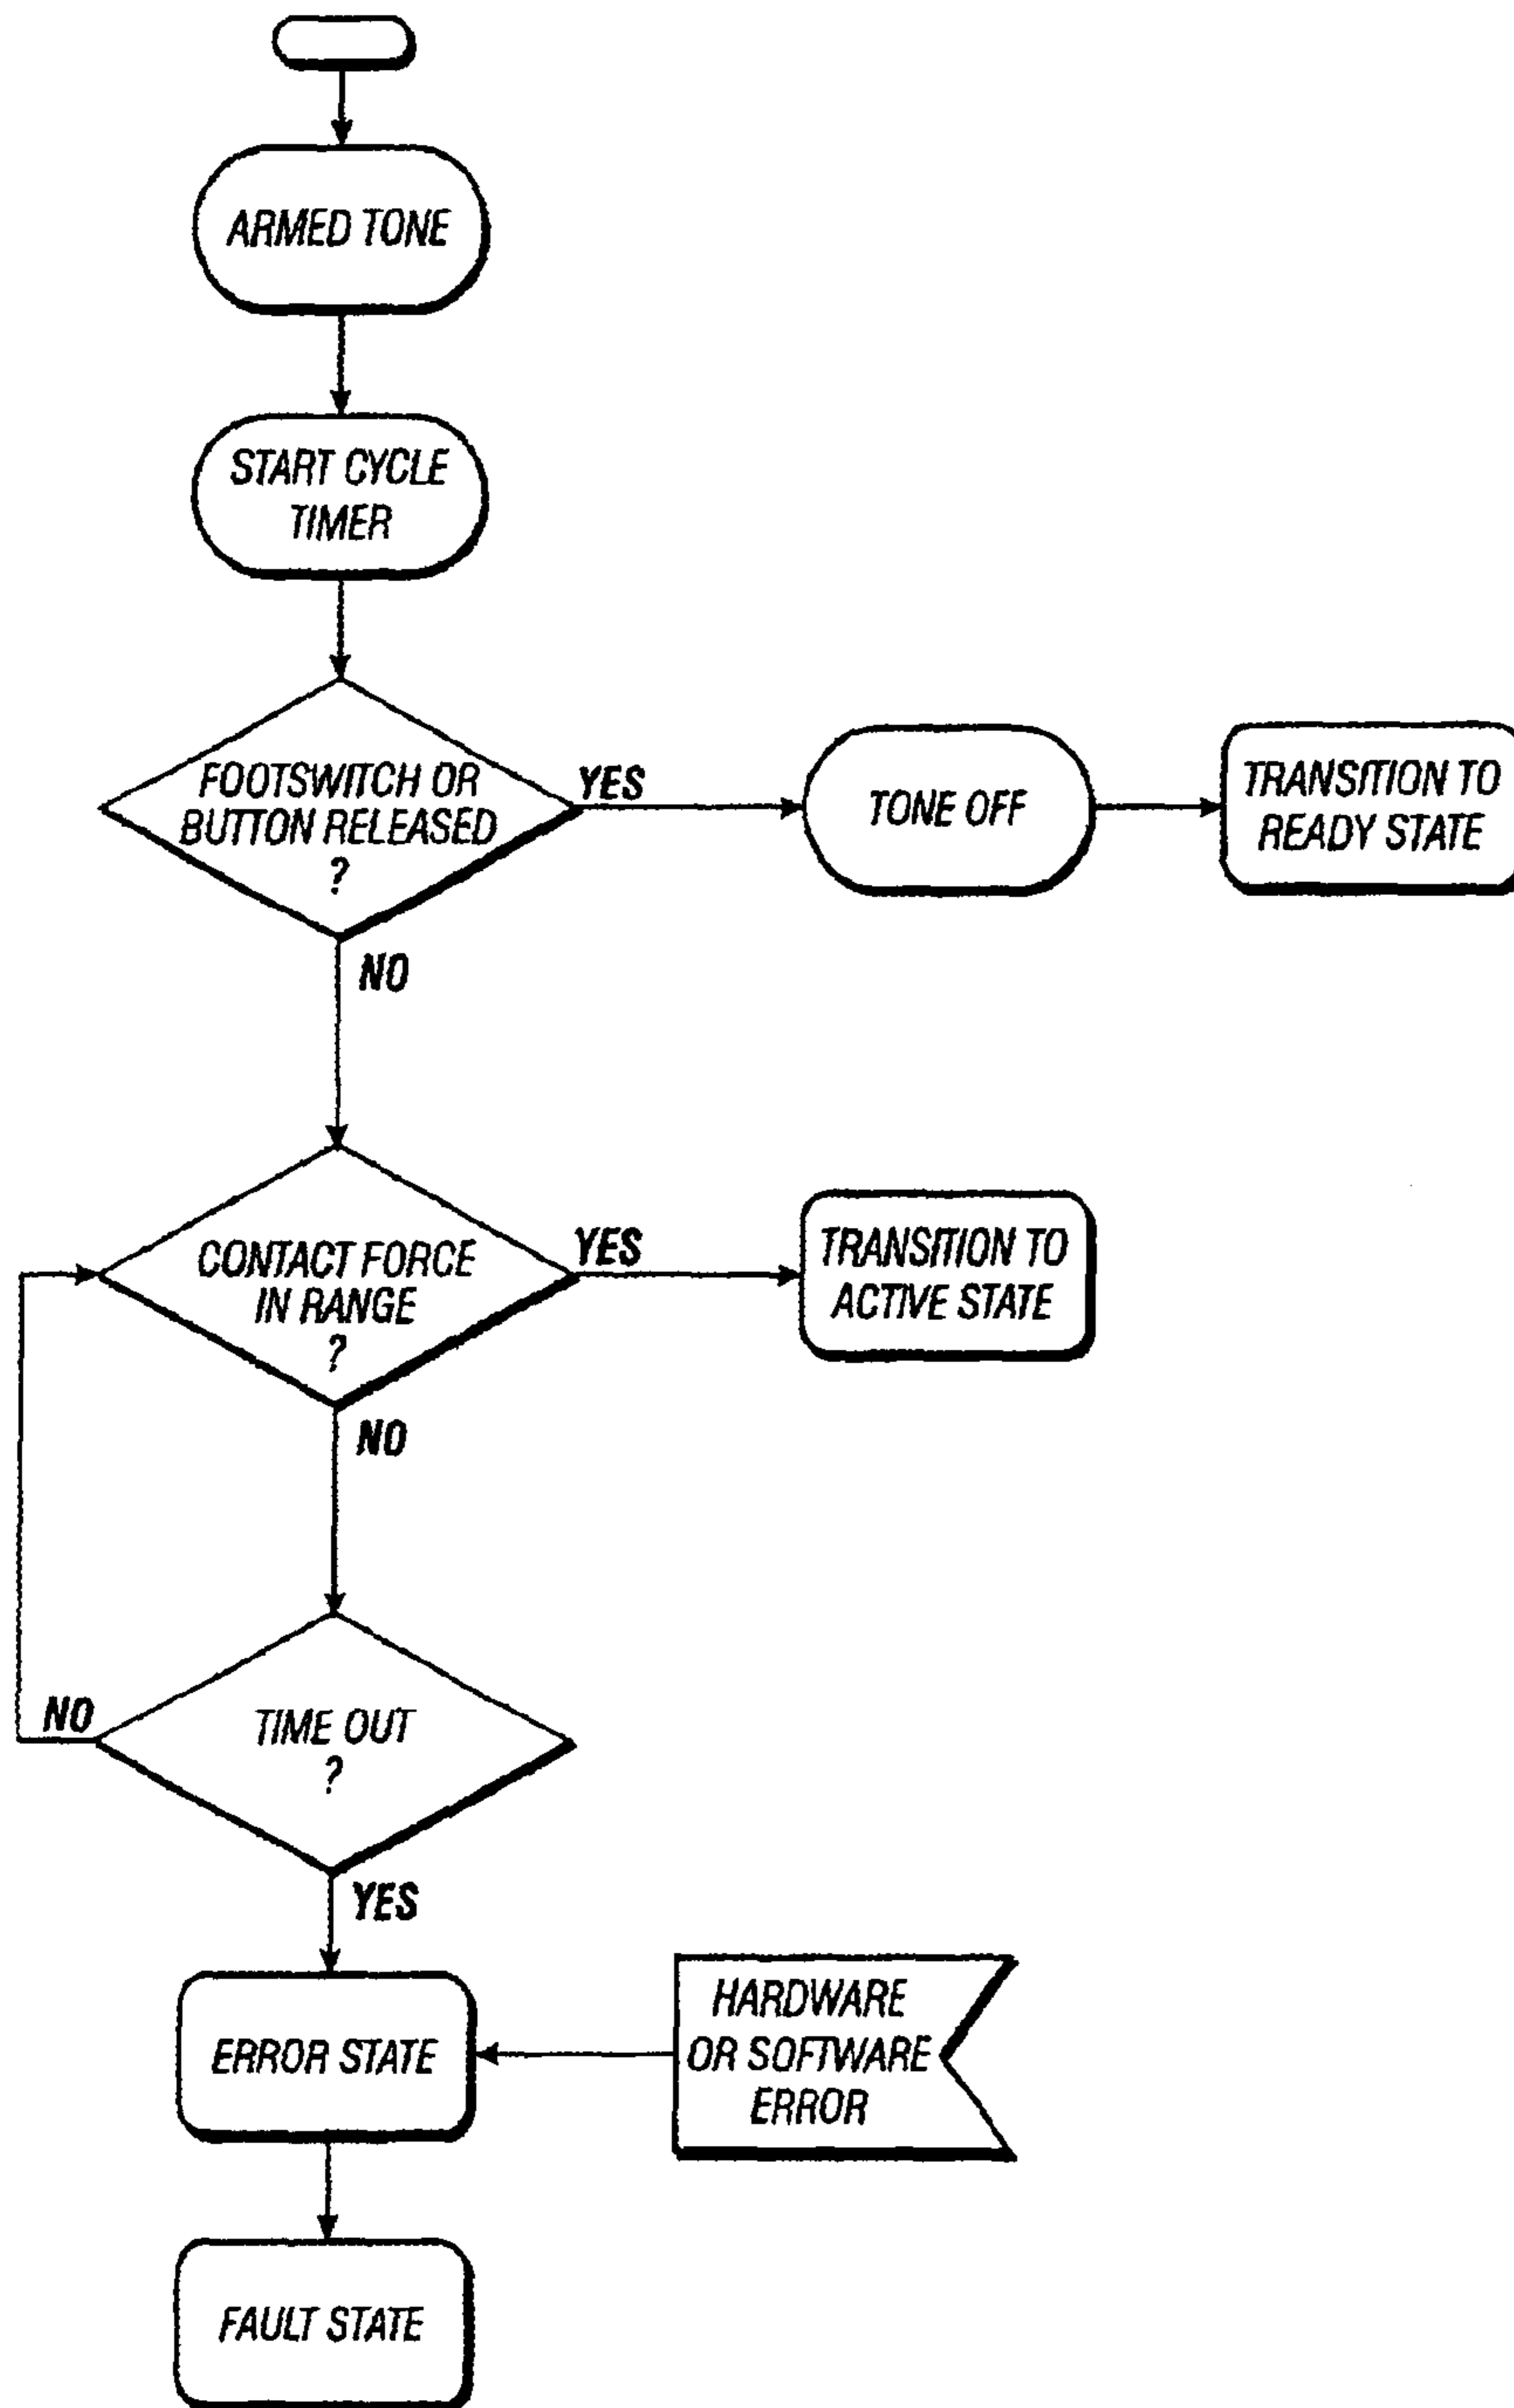 ARMED TONE
START CYCLE
TIMER
FOOTSWITCH OR
BUTTON RELEASED
?
YES
TONE OFF
TRANSITION TO
READY STATE
NO
CONTACT FORCE
IN RANGE
?
YES
TRANSITION TO
ACTIVE STATE
NO
TIME OUT
?
NO
YES
ERROR STATE
HARDWARE
OR SOFTWARE
ERROR
FAULT STATE